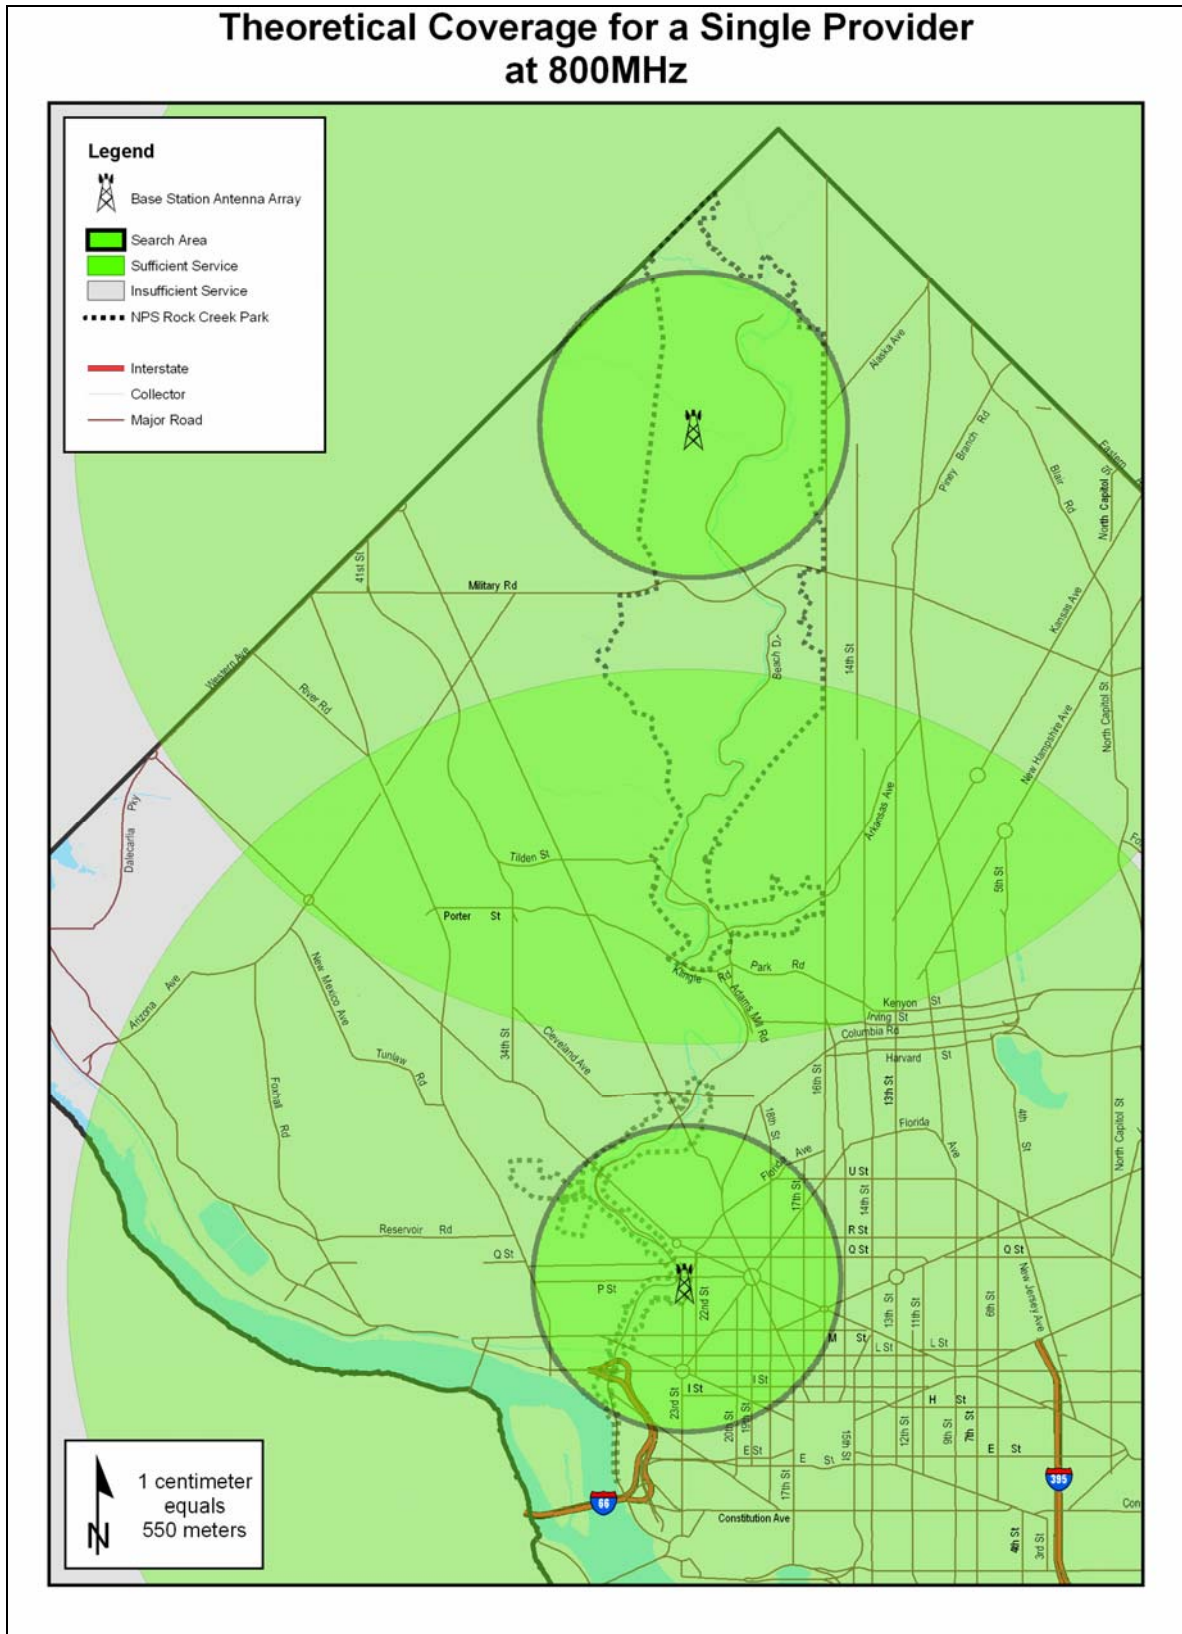 Theoretical Coverage for a Single Provider
at 800MHz
Legend
Base Station Antenna Array
Search Area
Sufficient Service
Insufficient Service
NPS Rock Creek Park
Interstate
Collector
Major Road
Alaska Ave
Piney Branch Rd
Blair Rd
Eastern
North Capitol St
41st St
Military Rd
Kansas Ave
Western Ave
River Rd
Beach Dr
14th St
North Capitol St
New Hampshire Ave
Dalecarlia Pky
Arkansas Ave
Tilden St
5th St
Porter St
New Mexico Ave
Arizona Ave
Klingle Rd
Park Rd
Adams Mill Rd
Kenyon St
Irving St
Columbia Rd
Harvard St
34th St
Cleveland Ave
Tunlaw Rd
Foxhall Rd
16th St
13th St
18th St
4th St
North Capitol St
Florida Ave
Florida Ave
U St
17th St
14th St
Reservoir Rd
R St
Q St
Q St
Q St
New Jersey Ave
P St
22nd St
13th St
11th St
6th St
M St
L St
L St
I St
I St
23rd St
20th St
19th St
H St
15th St
12th St
9th St
7th St
E St
E St
E St
17th St
66
395
Constitution Ave
Con
4th St
3rd St
N
1 centimeter
equals
550 meters